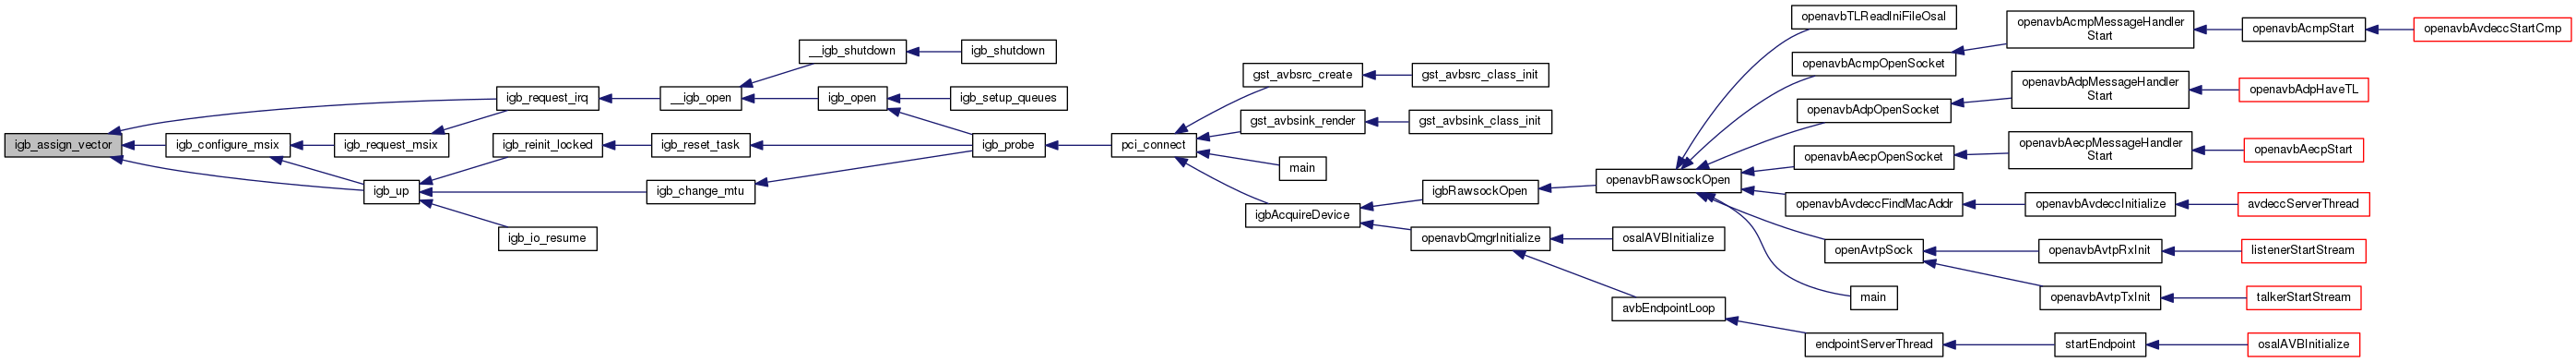 igb_assign_vector
igb_request_irq
igb_configure_msix
igb_request_msix
igb_up
igb_reinit_locked
igb_io_resume
__igb_open
__igb_shutdown
igb_shutdown
igb_open
igb_setup_queues
igb_reset_task
igb_change_mtu
igb_probe
pci_connect
gst_avbsrc_create
gst_avbsrc_class_init
gst_avbsink_render
gst_avbsink_class_init
main
igbAcquireDevice
igbRawsockOpen
openavbQmgrInitialize
osalAVBInitialize
avbEndpointLoop
openavbRawsockOpen
openavbTLReadIniFileOsal
openavbAcmpOpenSocket
openavbAcmpMessageHandler
Start
openavbAcmpStart
openavbAvdeccStartCmp
openavbAdpOpenSocket
openavbAdpMessageHandler
Start
openavbAdpHaveTL
openavbAecpOpenSocket
openavbAecpMessageHandler
Start
openavbAecpStart
openavbAvdeccFindMacAddr
openavbAvdeccInitialize
avdeccServerThread
openAvtpSock
openavbAvtpRxInit
listenerStartStream
openavbAvtpTxInit
talkerStartStream
main
endpointServerThread
startEndpoint
osalAVBInitialize